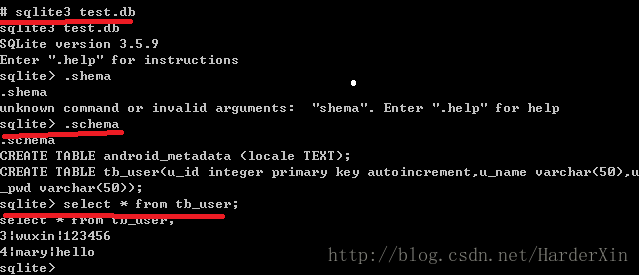 # sqlite3 test.db
sqlite3 test.db
SQLite version 3.5.9
Enter ".help" for instructions
sqlite> .shema
.shema
unknown command or invalid arguments:  "shema". Enter ".help" for help
sqlite> .schema
.schema
CREATE TABLE android_metadata (locale TEXT);
CREATE TABLE tb_user(u_id integer primary key autoincrement,u_name varchar(50),u
_pwd varchar(50));
sqlite> select * from tb_user;
select * from tb_user;
3|wuxin|123456
4|mary|hello
sqlite>
http://blog.csdn.net/HarderXin